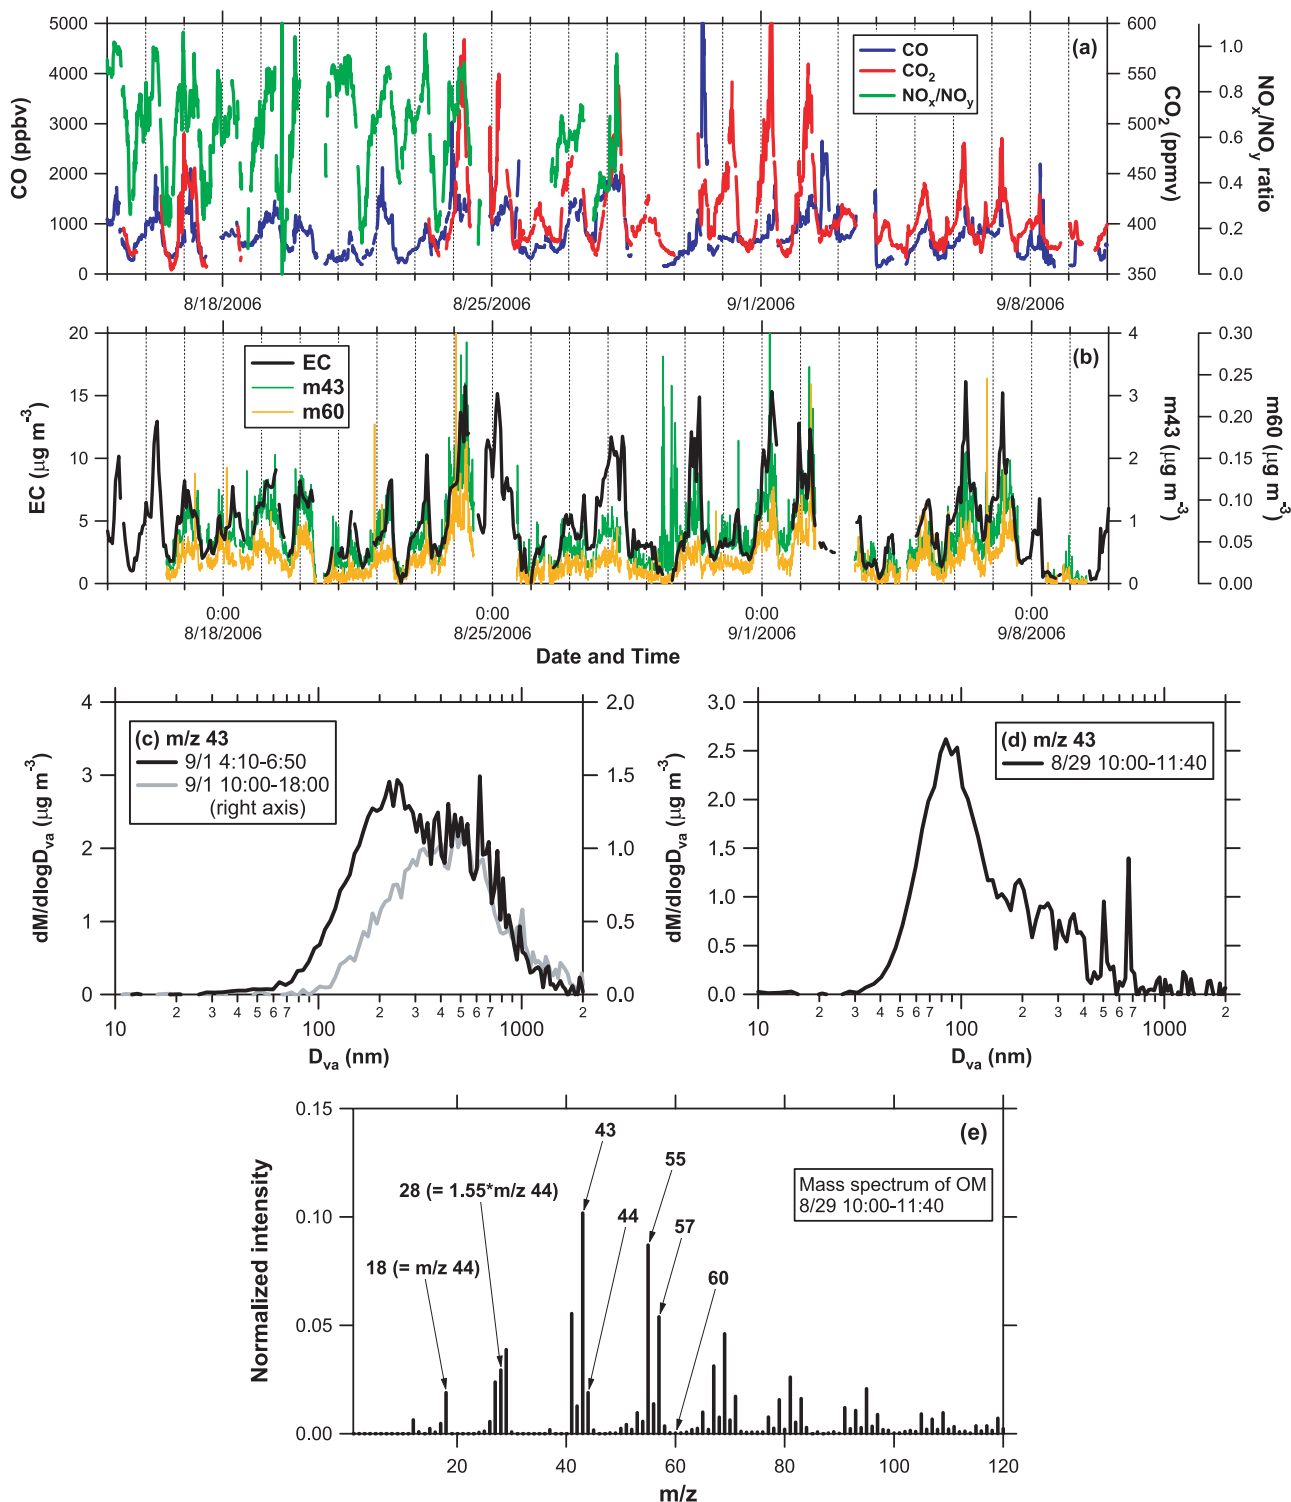 5000
4000
3000
2000
1000
0
CO (ppbv)
(a)
CO
CO2
NOx/NOy
600
550
500
450
400
350
CO2 (ppmv)
1.0
0.8
0.6
0.4
0.2
0.0
NOx/NOy ratio
8/18/2006 8/25/2006 9/1/2006 9/8/2006
20
15
10
5
0
EC (μg m-3)
(b)
EC
m43
m60
4
3
2
1
0
m43 (μg m-3)
0.30
0.25
0.20
0.15
0.10
0.05
0.00
m60 (μg m-3)
0:00 0:00 0:00 0:00
8/18/2006 8/25/2006 9/1/2006 9/8/2006
Date and Time
4
3
2
1
0
dM/dlogDva (μg m-3)
(c) m/z 43
9/1 4:10-6:50
9/1 10:00-18:00
(right axis)
2.0
1.5
1.0
0.5
0.0
2 3 4 5 6 7 2 3 4 5 6 7 2
10 100 1000
Dva (nm)
3.0
2.5
2.0
1.5
1.0
0.5
0.0
dM/dlogDva (μg m-3)
(d) m/z 43
8/29 10:00-11:40
2 3 4 5 6 7 2 3 4 5 6 7 2
10 100 1000
Dva (nm)
0.15
0.10
0.05
0.00
Normalized intensity
(e)
43
55
28 (= 1.55*m/z 44)
44
57
18 (= m/z 44)
60
Mass spectrum of OM
8/29 10:00-11:40
20 40 60 80 100 120
m/z